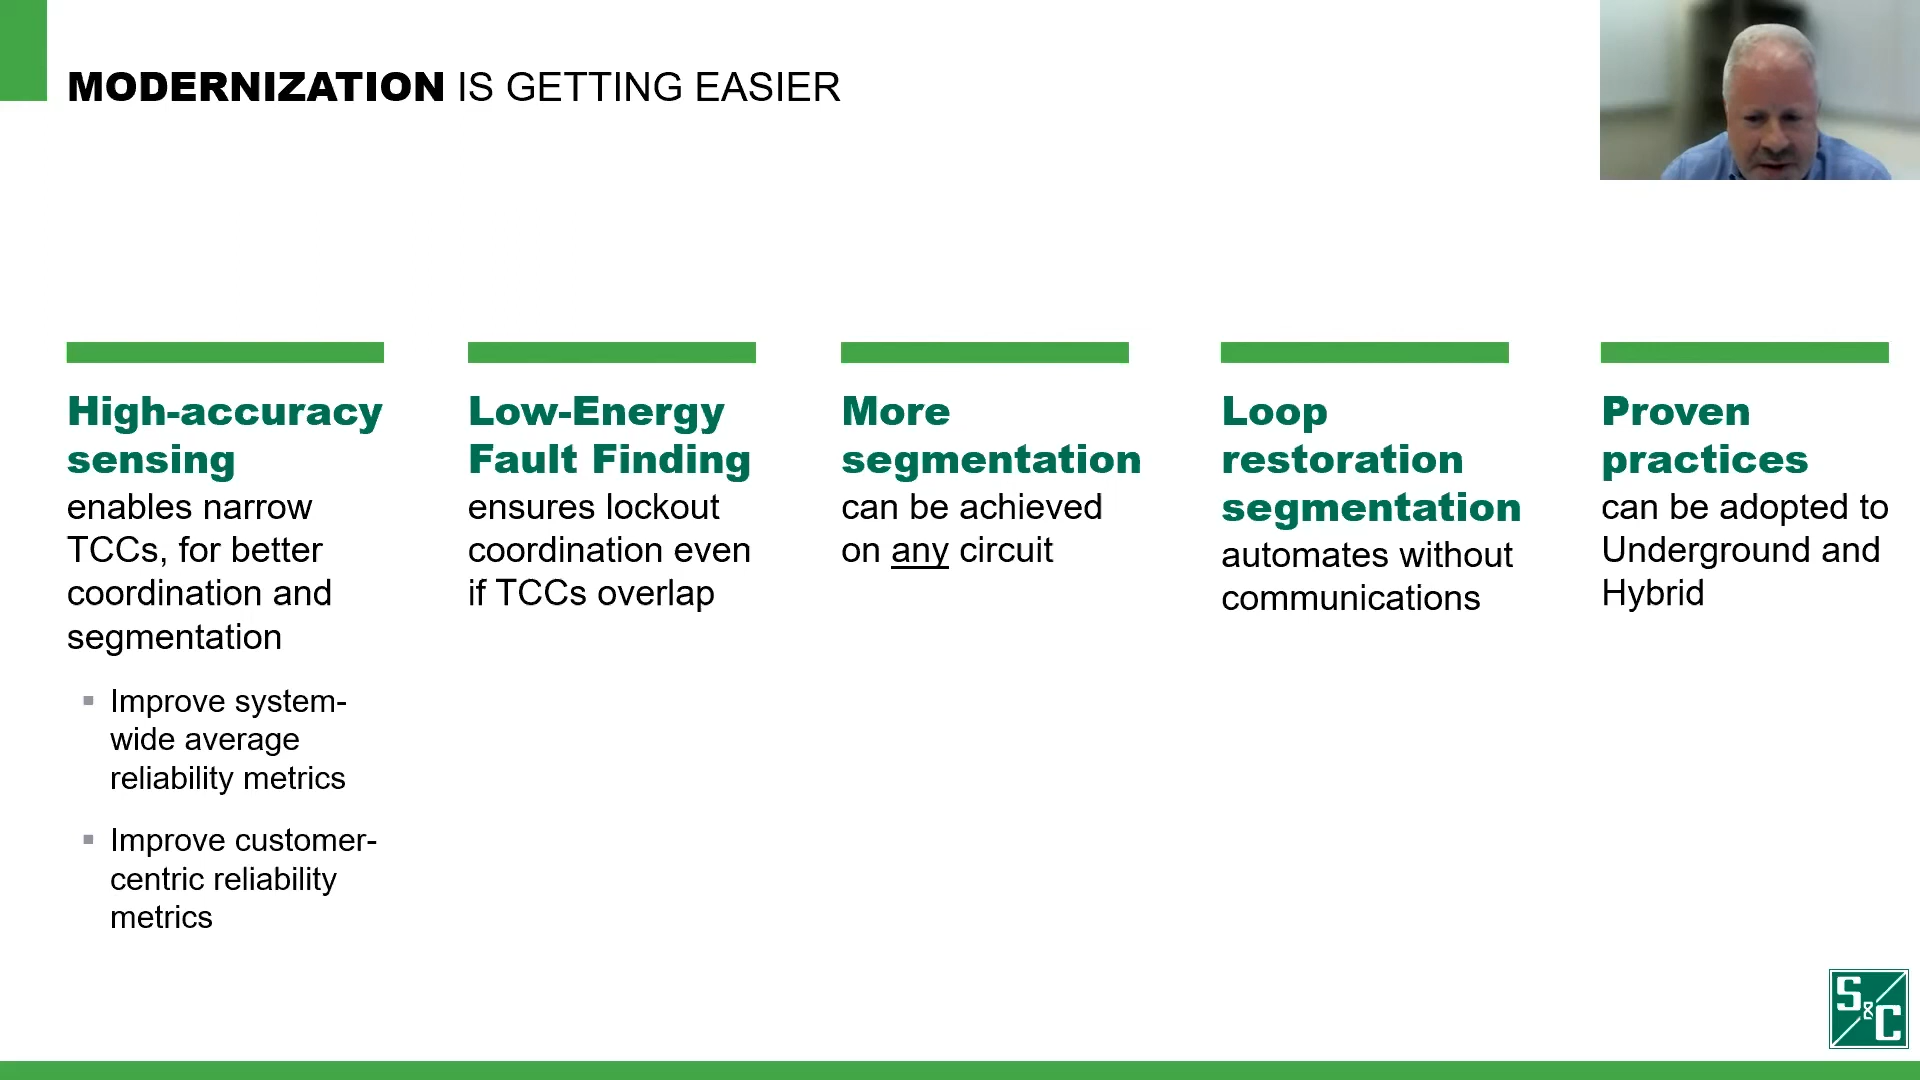 MODERNIZATION IS GETTING EASIER
High-accuracy
sensing
enables narrow
TCCs, for better
coordination and
segmentation
Improve system-
wide average
reliability metrics
Improve customer-
centric reliability
metrics
Low-Energy
Fault Finding
ensures lockout
coordination even
if TCCs overlap
More
segmentation
can be achieved
on any circuit
Loop
restoration
segmentation
automates without
communications
Proven
practices
can be adopted to
Underground and
Hybrid
S&C